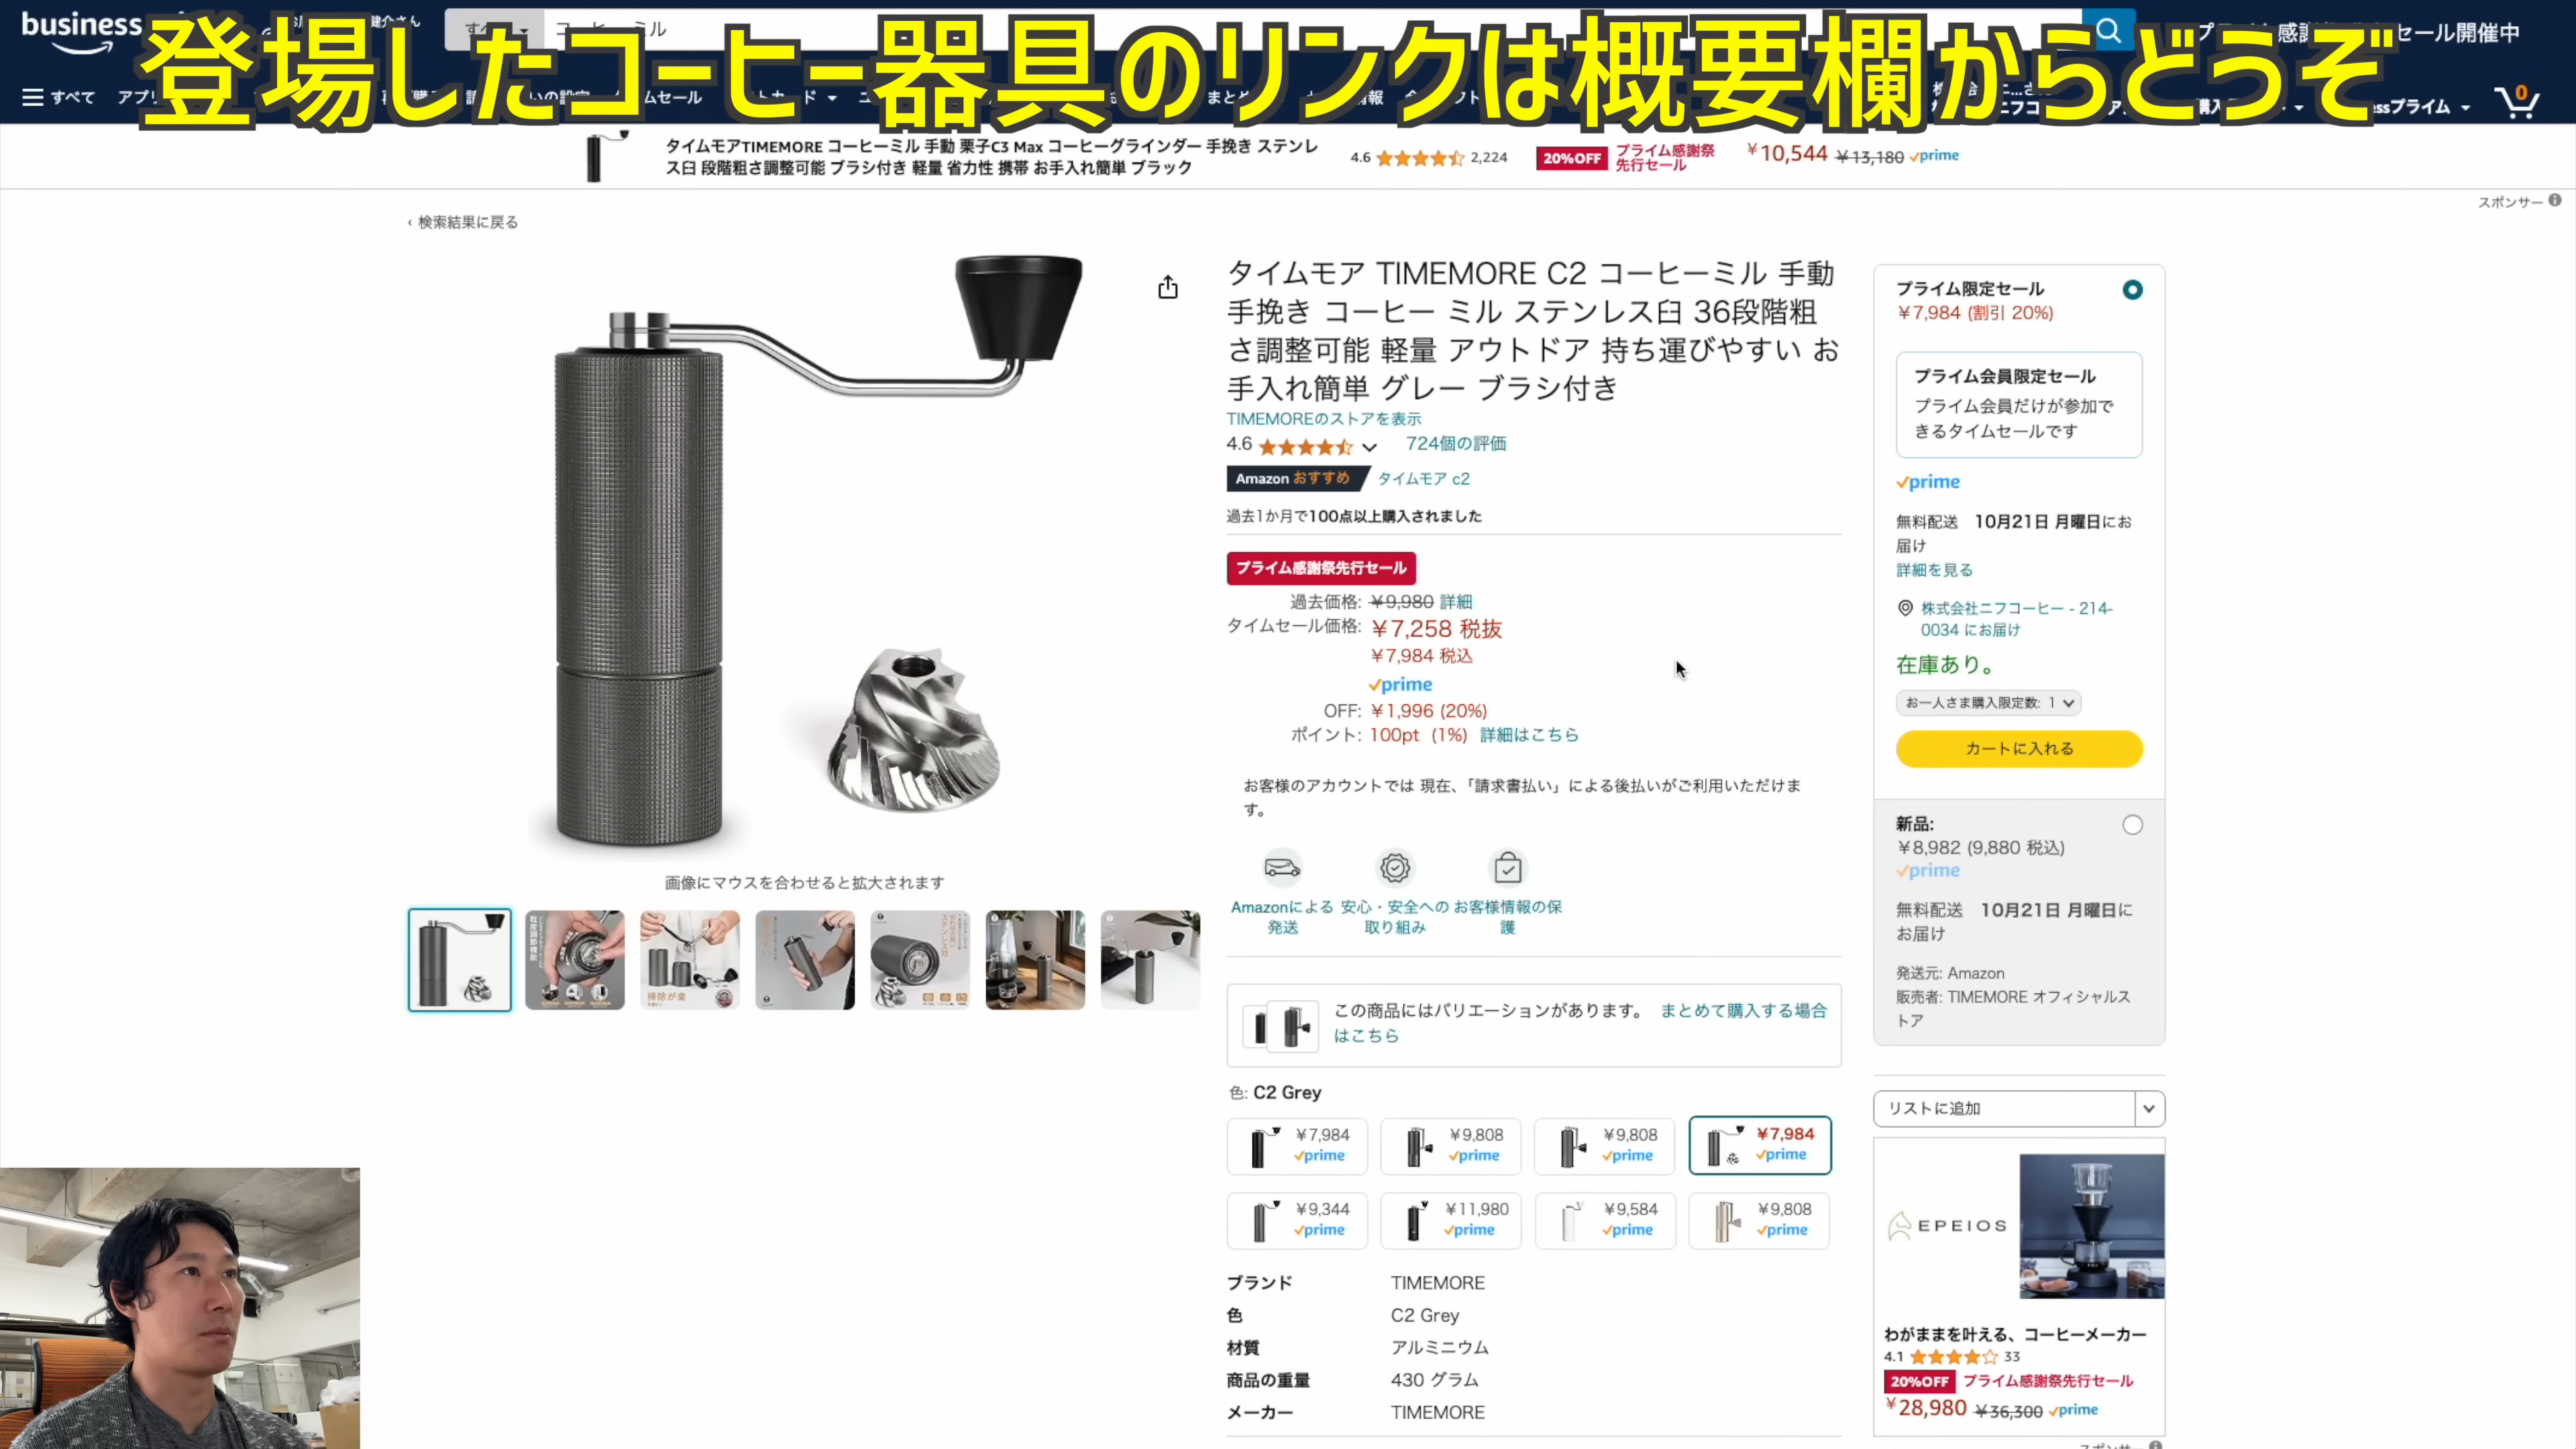 登場したコーヒー器具のリンクは概要欄からどうぞ
business
すべて
セール開催中
0
タイムモアTIMEMORE コーヒーミル 手動 栗子C3 Max コーヒーグラインダー 手挽き ステンレ
ス臼 段階粗さ調整可能 ブラシ付き 軽量 省力性 携帯 お手入れ簡単 ブラック
4.6
2,224
20%OFF
プライム感謝祭
先行セール
¥10,544 ¥13,180 prime
スポンサー
‹ 検索結果に戻る
タイムモア TIMEMORE C2 コーヒーミル 手動
手挽き コーヒー ミル ステンレス臼 36段階粗
さ調整可能 軽量 アウトドア 持ち運びやすい お
手入れ簡単 グレー ブラシ付き
TIMEMOREのストアを表示
4.6
724個の評価
Amazon おすすめ タイムモア c2
過去1か月で100点以上購入されました
プライム感謝祭先行セール
過去価格: ¥9,980 詳細
タイムセール価格: ¥7,258 税抜
¥7,984 税込
prime
OFF: ¥1,996 (20%)
ポイント: 100pt (1%) 詳細はこちら
お客様のアカウントでは 現在、「請求書払い」による後払いがご利用いただけま
す。
Amazonによる
発送
安心・安全への
取り組み
お客様情報の保
護
画像にマウスを合わせると拡大されます
掃除が楽
この商品にはバリエーションがあります。 まとめて購入する場合
はこちら
色: C2 Grey
¥7,984 prime
¥9,808 prime
¥9,808 prime
¥7,984 prime
¥9,344 prime
¥11,980 prime
¥9,584 prime
¥9,808 prime
ブランド TIMEMORE
色 C2 Grey
材質 アルミニウム
商品の重量 430 グラム
メーカー TIMEMORE
プライム限定セール
¥7,984 (割引 20%)
プライム会員限定セール
プライム会員だけが参加で
きるタイムセールです
prime
無料配送 10月21日 月曜日にお
届け
詳細を見る
株式会社ニフコーヒー - 214-
0034 にお届け
在庫あり。
お一人さま購入限定数: 1
カートに入れる
新品:
¥8,982 (9,880 税込)
prime
無料配送 10月21日 月曜日に
お届け
発送元: Amazon
販売者: TIMEMORE オフィシャルス
トア
リストに追加
EPEIOS
わがままを叶える、コーヒーメーカー
4.1
33
20%OFF プライム感謝祭先行セール
¥28,980 ¥36,300 prime